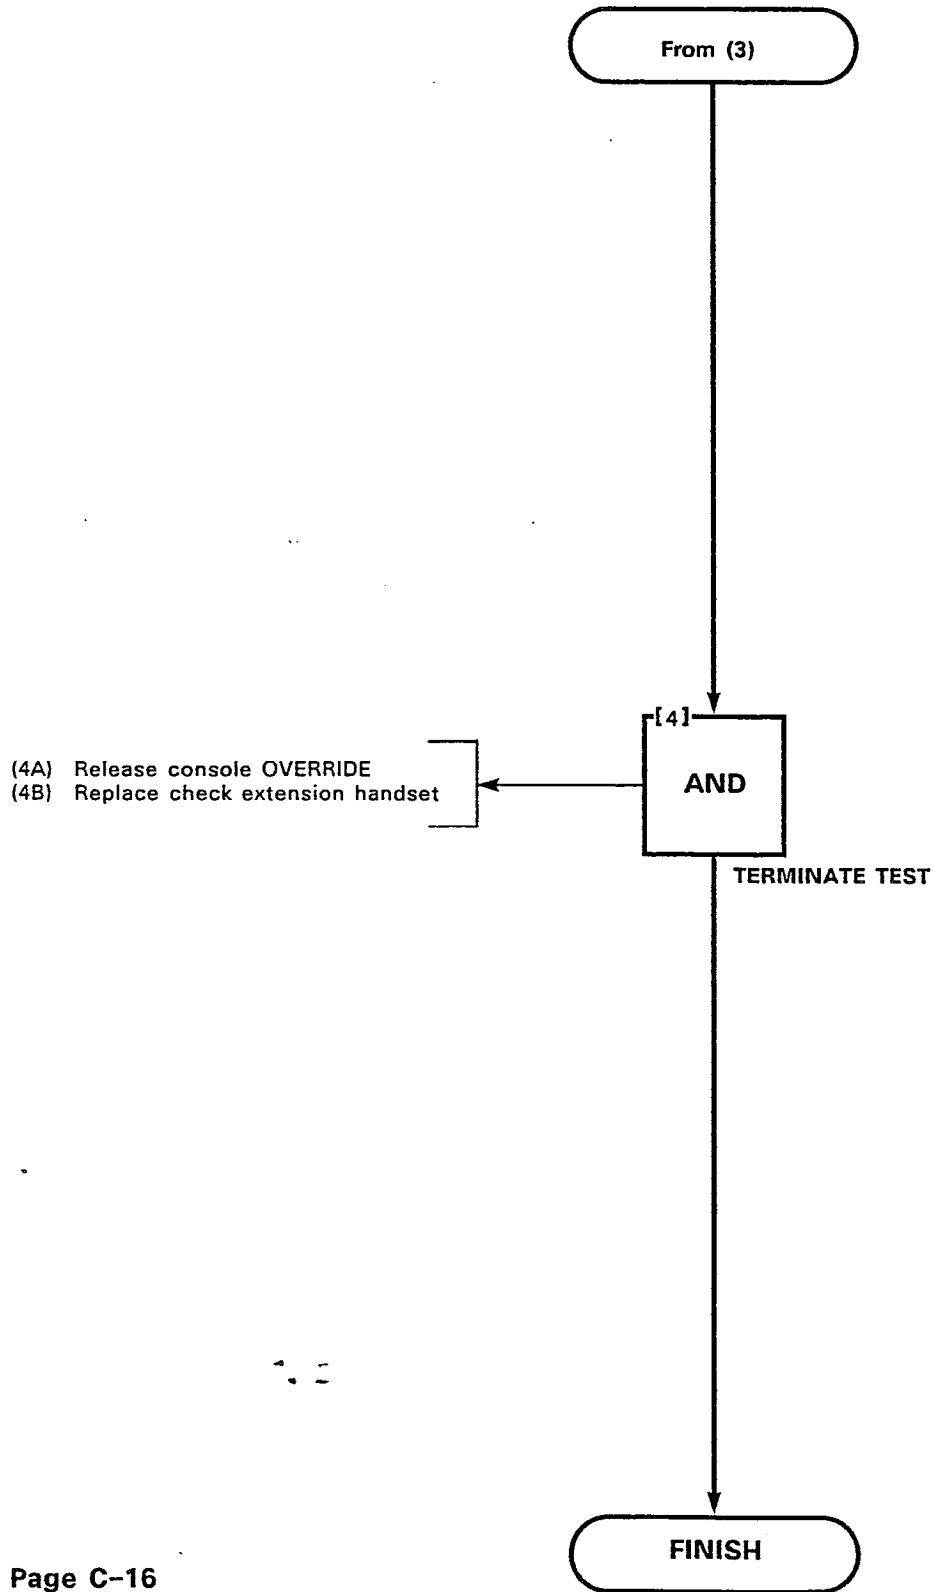 From (3)
[4]
AND
(4A) Release console OVERRIDE
(4B) Replace check extension handset
TERMINATE TEST
FINISH
Page C-16